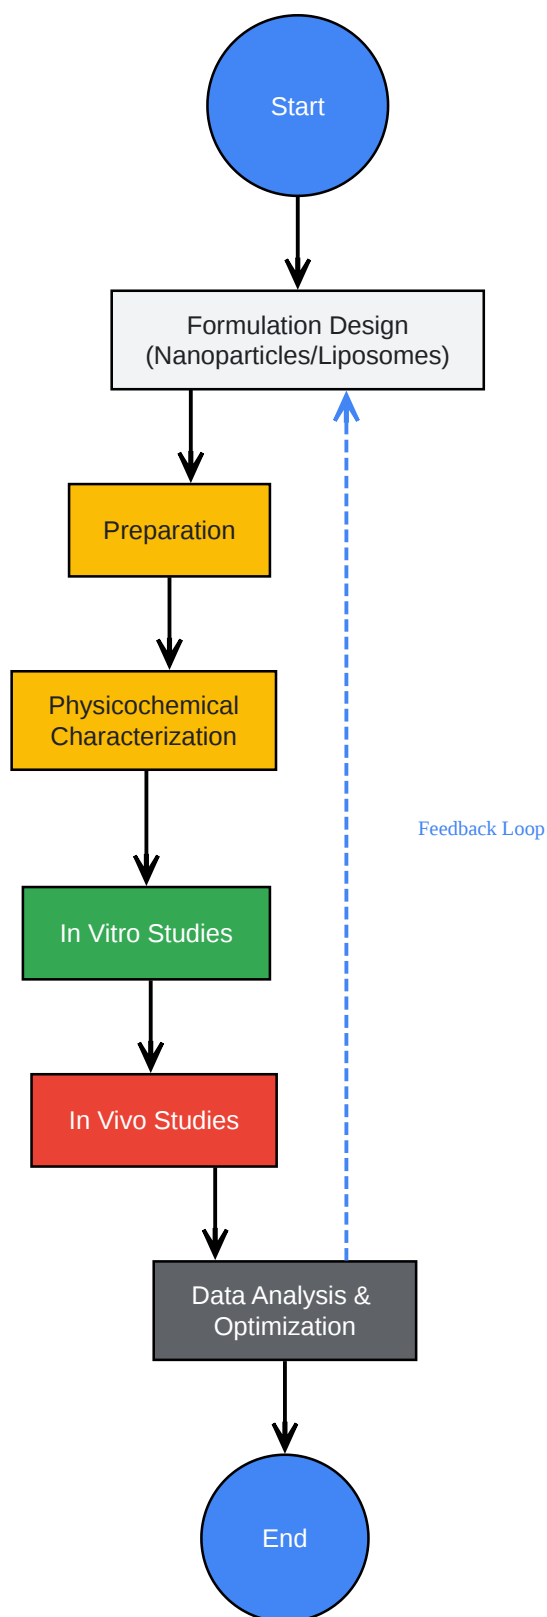 Start
Formulation Design
(Nanoparticles/Liposomes)
Preparation
Physicochemical
Characterization
Feedback Loop
In Vitro Studies
In Vivo Studies
Data Analysis &
Optimization
End